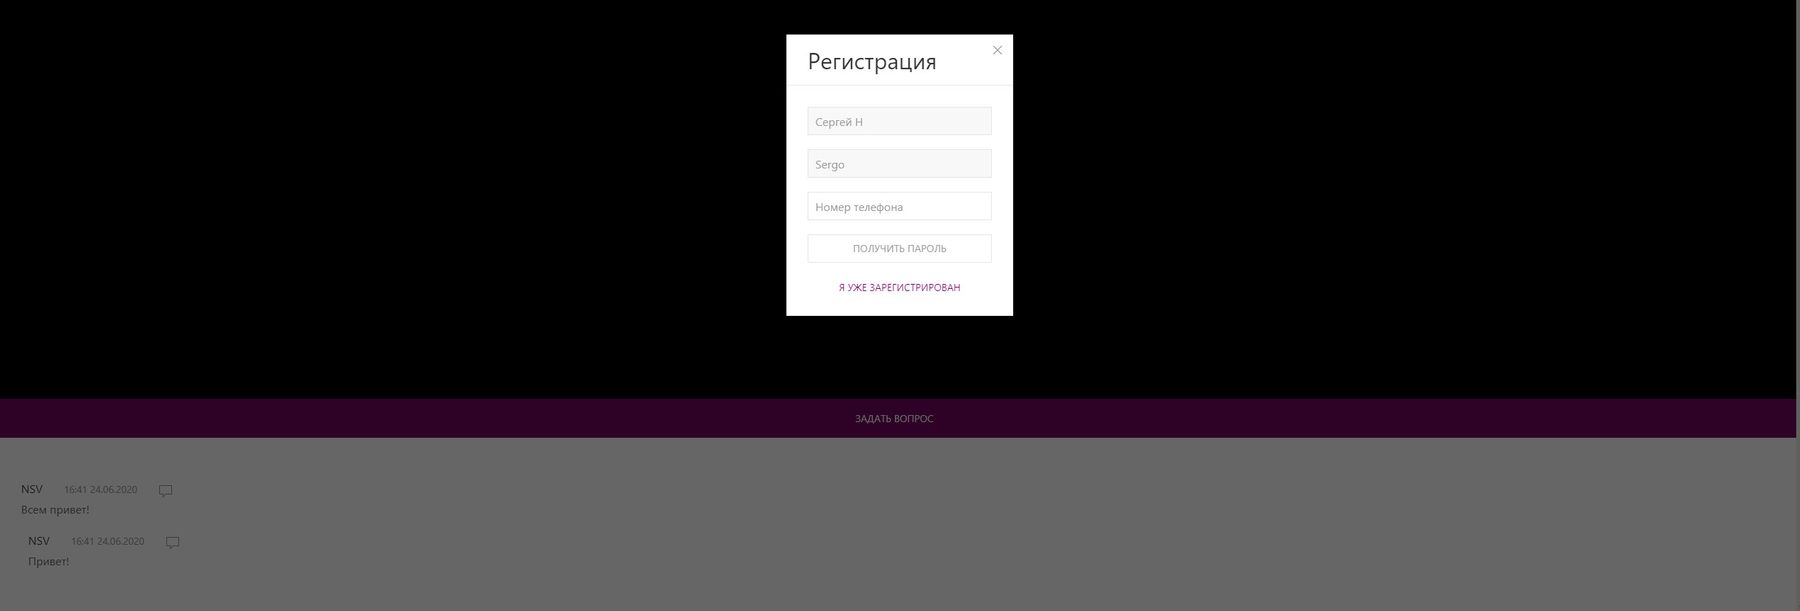 Регистрация
Сергей Н
Sergo
Номер телефона
ПОЛУЧИТЬ ПАРОЛЬ
Я УЖЕ ЗАРЕГИСТРИРОВАН
ЗАДАТЬ ВОПРОС
NSV 16:41 24.06.2020
Всем привет!
NSV 16:41 24.06.2020
Привет!